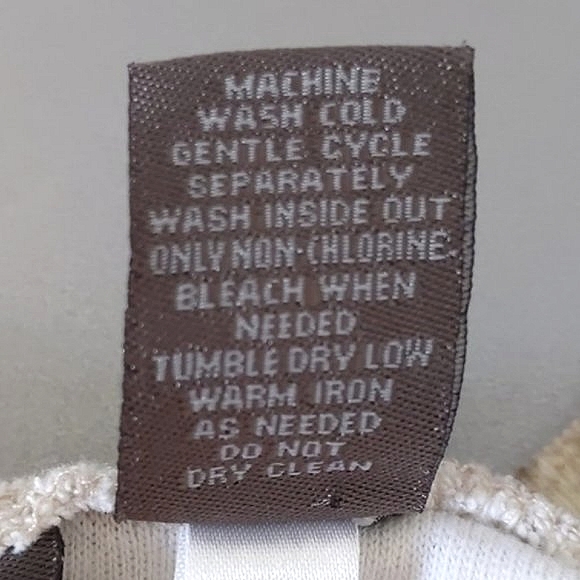 MACHINE
WASH COLD
GENTLE CYCLE
SEPARATELY
WASH INSIDE OUT
ONLY NON-CHLORINE
BLEACH WHEN
NEEDED
TUMBLE DRY LOW
WARM IRON
AS NEEDED
DO NOT
DRY CLEAN